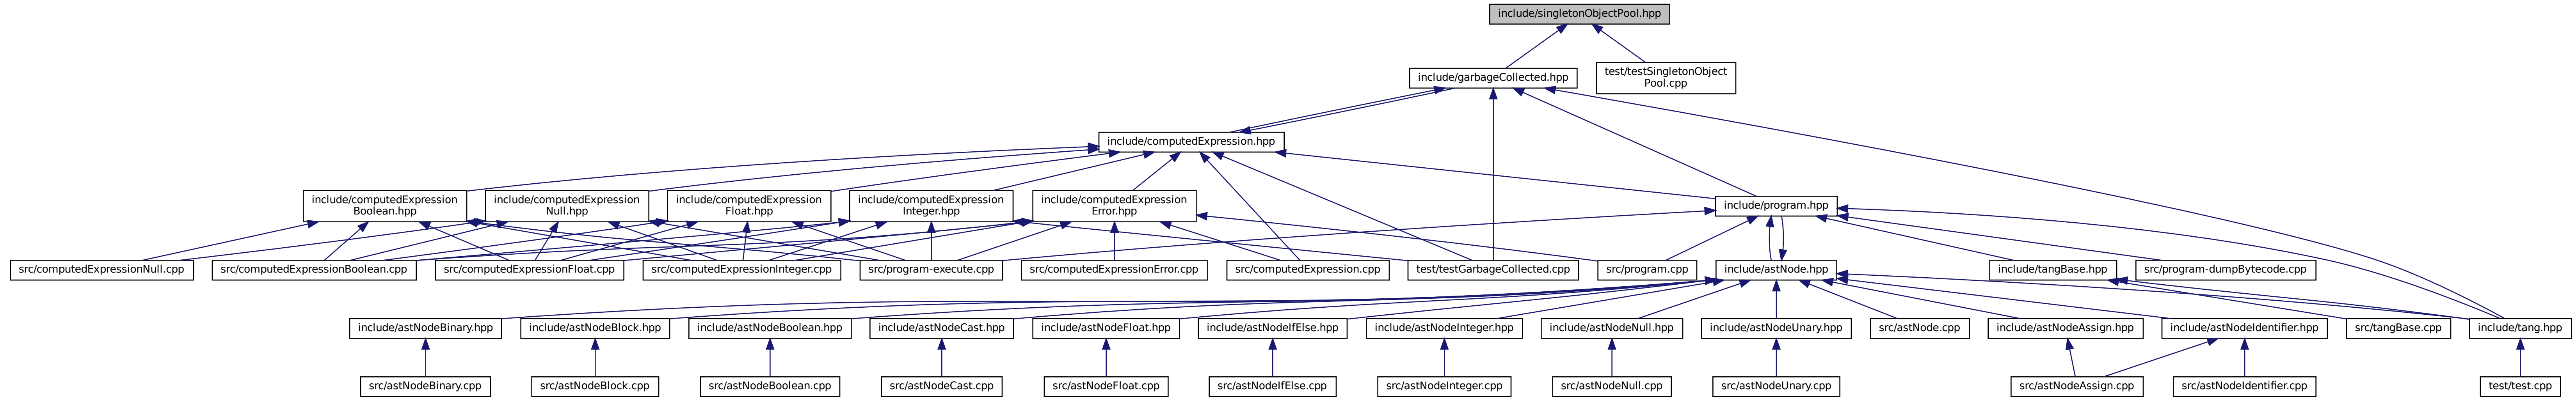 include/singletonObjectPool.hpp
include/garbageCollected.hpp
test/testSingletonObject
Pool.cpp
include/computedExpression.hpp
include/computedExpression
Boolean.hpp
include/computedExpression
Null.hpp
include/computedExpression
Float.hpp
include/computedExpression
Integer.hpp
include/computedExpression
Error.hpp
include/program.hpp
src/computedExpressionNull.cpp
src/computedExpressionBoolean.cpp
src/computedExpressionFloat.cpp
src/computedExpressionInteger.cpp
src/program-execute.cpp
src/computedExpressionError.cpp
src/computedExpression.cpp
test/testGarbageCollected.cpp
src/program.cpp
include/astNode.hpp
include/tangBase.hpp
src/program-dumpBytecode.cpp
include/astNodeBinary.hpp
include/astNodeBlock.hpp
include/astNodeBoolean.hpp
include/astNodeCast.hpp
include/astNodeFloat.hpp
include/astNodeIfElse.hpp
include/astNodeInteger.hpp
include/astNodeNull.hpp
include/astNodeUnary.hpp
src/astNode.cpp
include/astNodeAssign.hpp
include/astNodeIdentifier.hpp
src/tangBase.cpp
include/tang.hpp
src/astNodeBinary.cpp
src/astNodeBlock.cpp
src/astNodeBoolean.cpp
src/astNodeCast.cpp
src/astNodeFloat.cpp
src/astNodeIfElse.cpp
src/astNodeInteger.cpp
src/astNodeNull.cpp
src/astNodeUnary.cpp
src/astNodeAssign.cpp
src/astNodeIdentifier.cpp
test/test.cpp